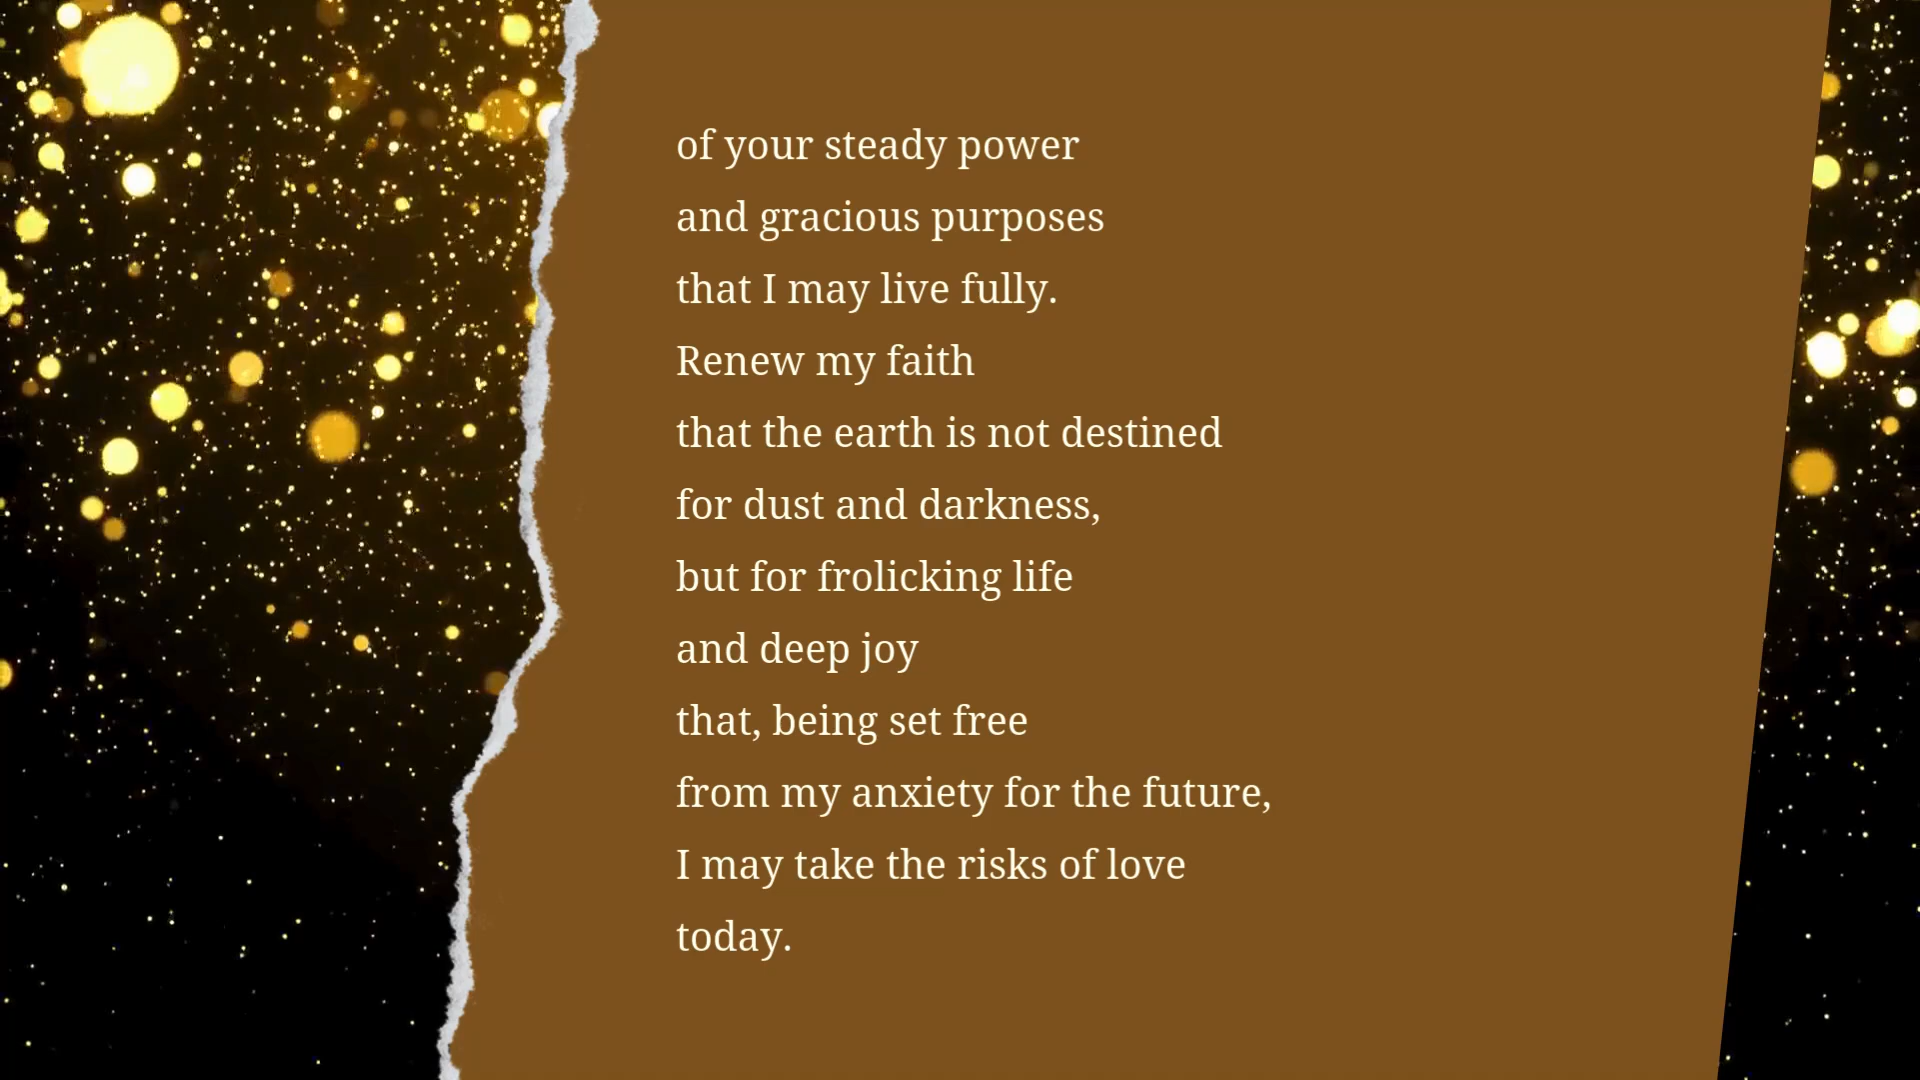 of your steady power
and gracious purposes
that I may live fully.
Renew my faith
that the earth is not destined
for dust and darkness,
but for frolicking life
and deep joy
that, being set free
from my anxiety for the future,
I may take the risks of love
today.